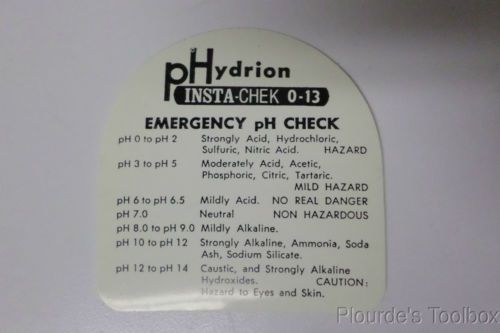 pHydrion
INSTA-CHEK 0-13
EMERGENCY pH CHECK
pH 0 to pH 2 Strongly Acid, Hydrochloric,
Sulfuric, Nitric Acid. HAZARD
pH 3 to pH 5 Moderately Acid, Acetic,
Phosphoric, Citric, Tartaric.
MILD HAZARD
pH 6 to pH 6.5 Mildly Acid. NO REAL DANGER
pH 7.0 Neutral NON HAZARDOUS
pH 8.0 to pH 9.0 Mildly Alkaline.
pH 10 to pH 12 Strongly Alkaline, Ammonia, Soda
Ash, Sodium Silicate.
pH 12 to pH 14 Caustic, and Strongly Alkaline
Hydroxides. CAUTION:
Hazard to Eyes and Skin.
Plourde's Toolbox